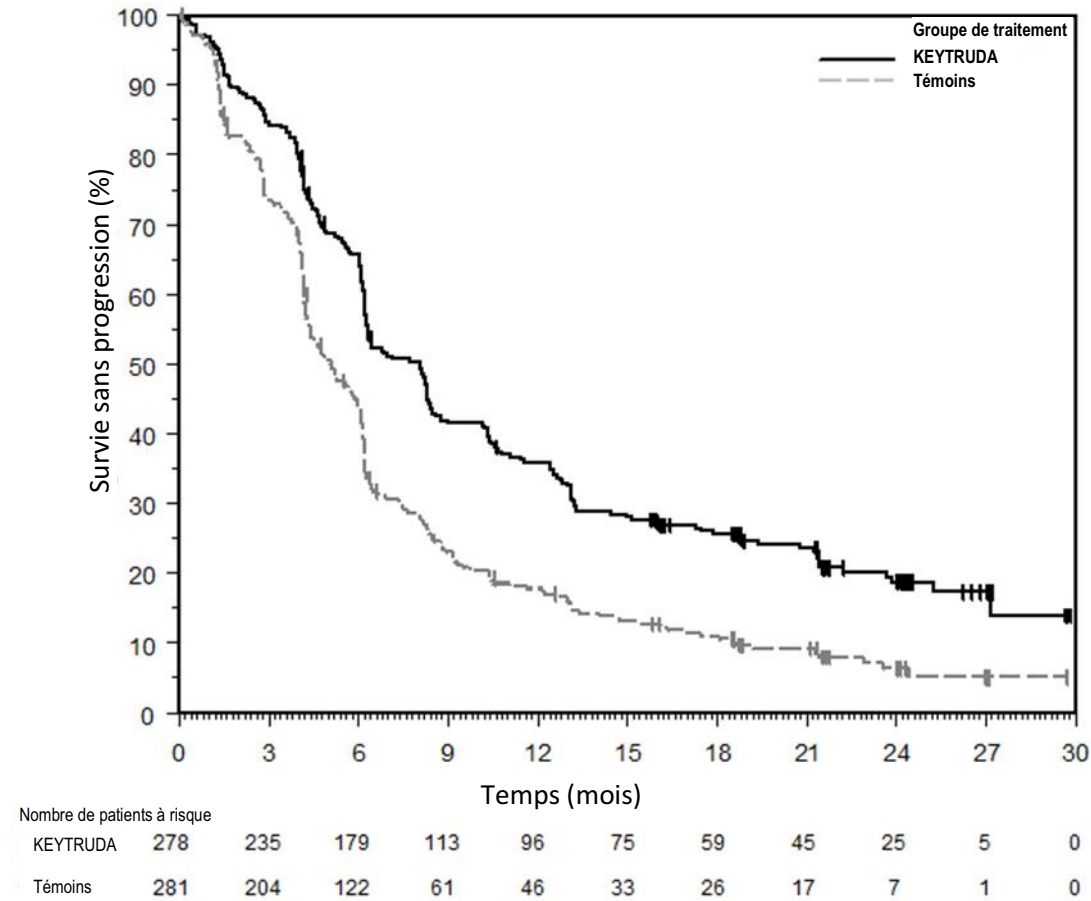 Groupe de traitement
KEYTRUDA
Témoins
Survie sans progression (%)
100
90
80
70
60
50
40
30
20
10
0
0 3 6 9 12 15 18 21 24 27 30
Temps (mois)
Nombre de patients à risque
KEYTRUDA 278 235 179 113 96 75 59 45 25 5 0
Témoins 281 204 122 61 46 33 26 17 7 1 0